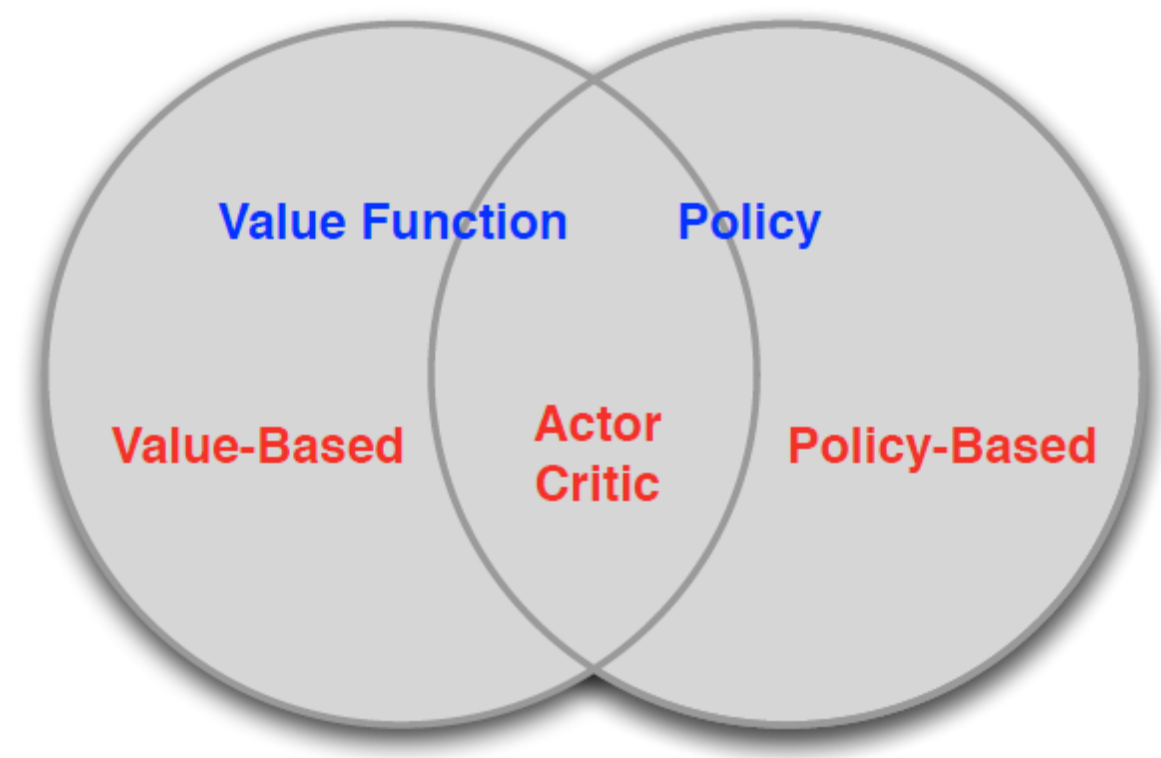 Value Function
Policy
Value-Based
Actor
Critic
Policy-Based